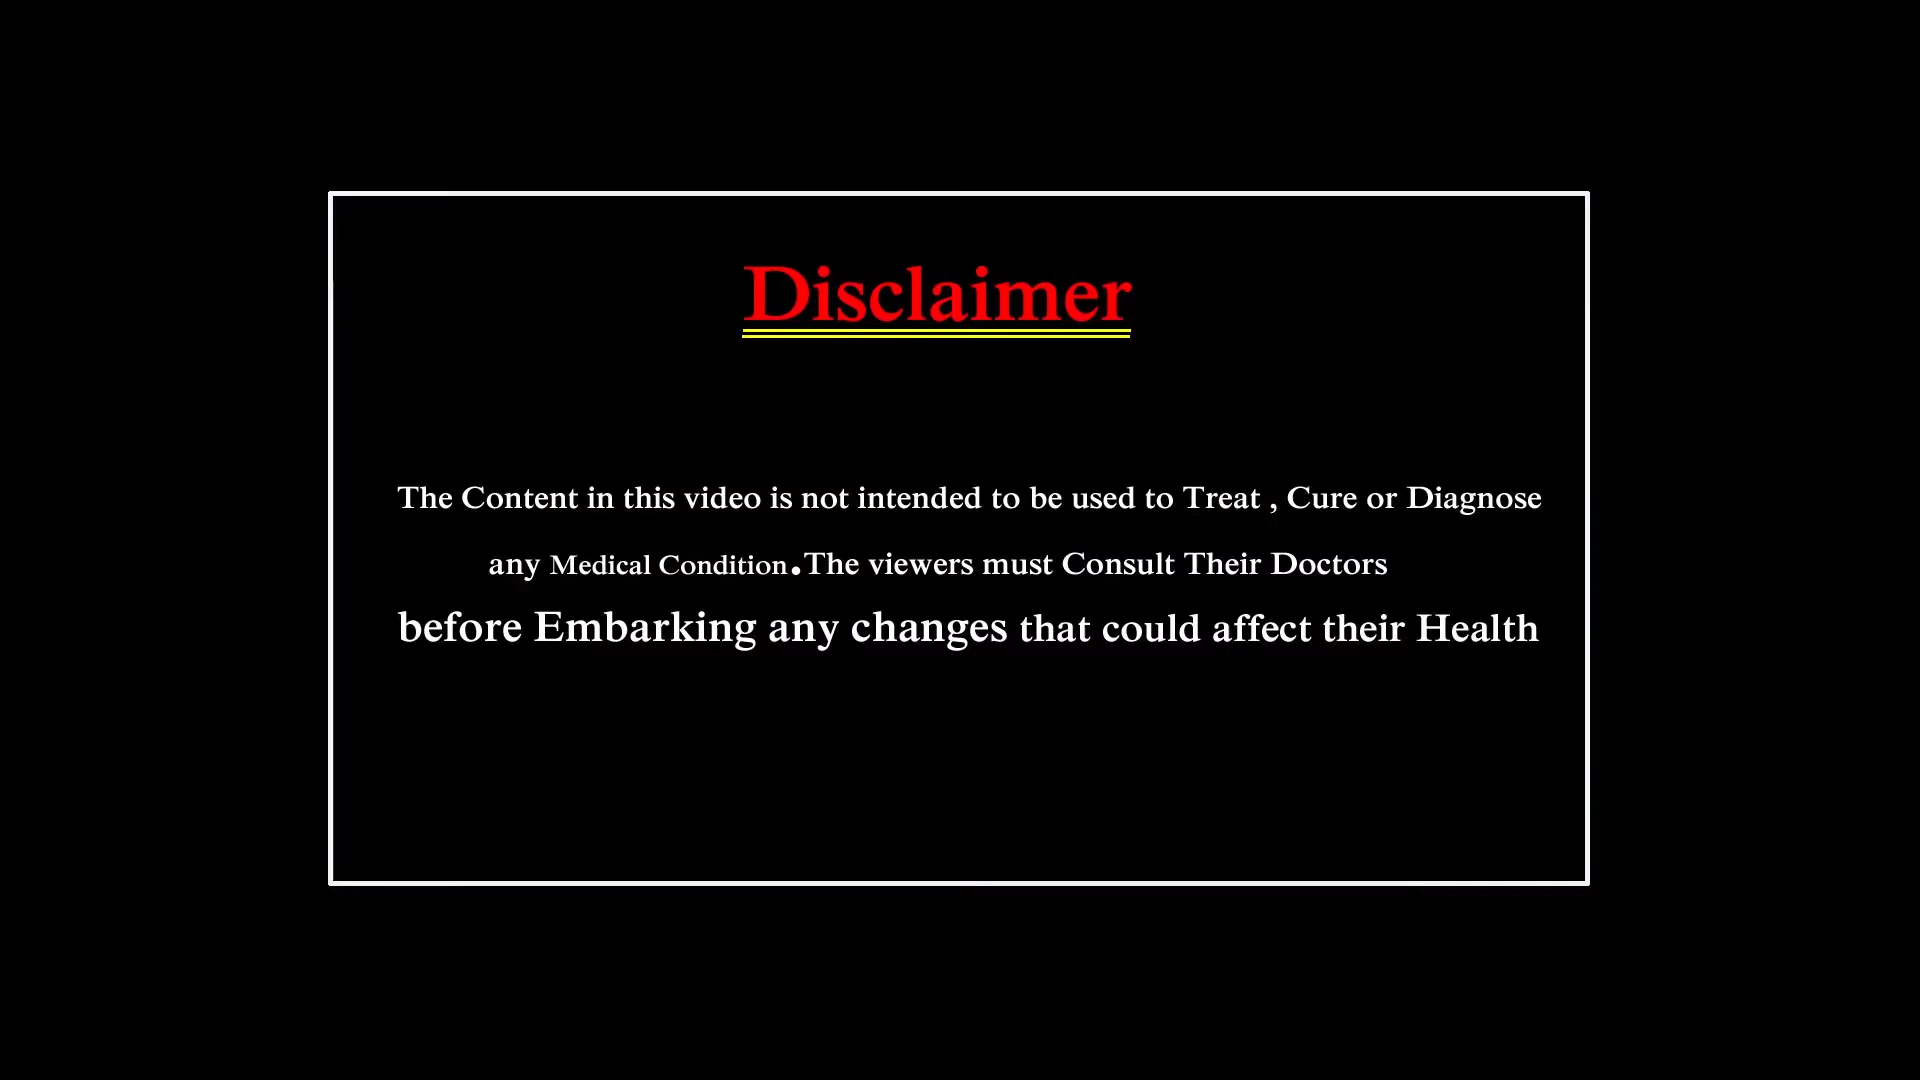 Disclaimer
The Content in this video is not intended to be used to Treat , Cure or Diagnose
any Medical Condition.The viewers must Consult Their Doctors
before Embarking any changes that could affect their Health